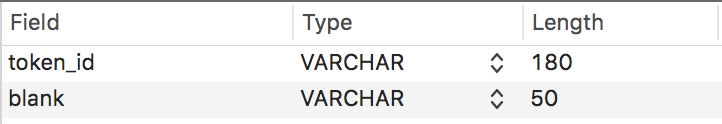 Field Type Length
token_id VARCHAR 180
blank VARCHAR 50